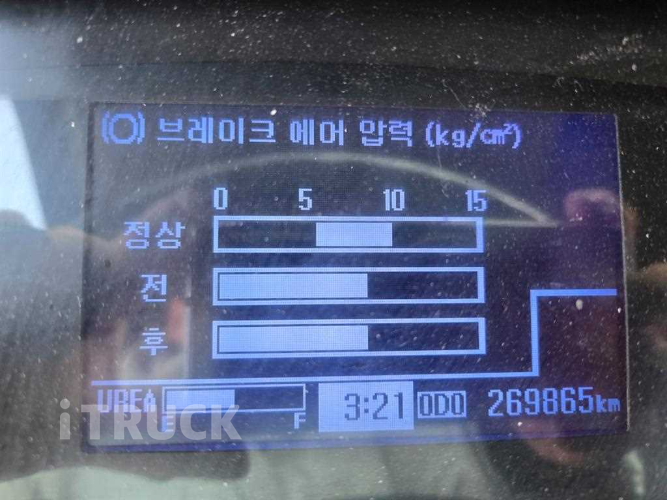 브레이크 에어 압력 (kg/cm²)
0 5 10 15
정상
전
후
UREA E F 3:21 ODO 269865km
iTRUCK